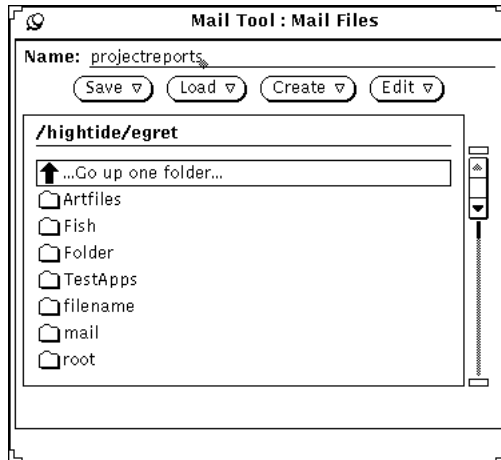 Mail Tool : Mail Files
Name: projectreports
Save Load Create Edit
/hightide/egret
...Go up one folder...
Artfiles
Fish
Folder
TestApps
filename
mail
root